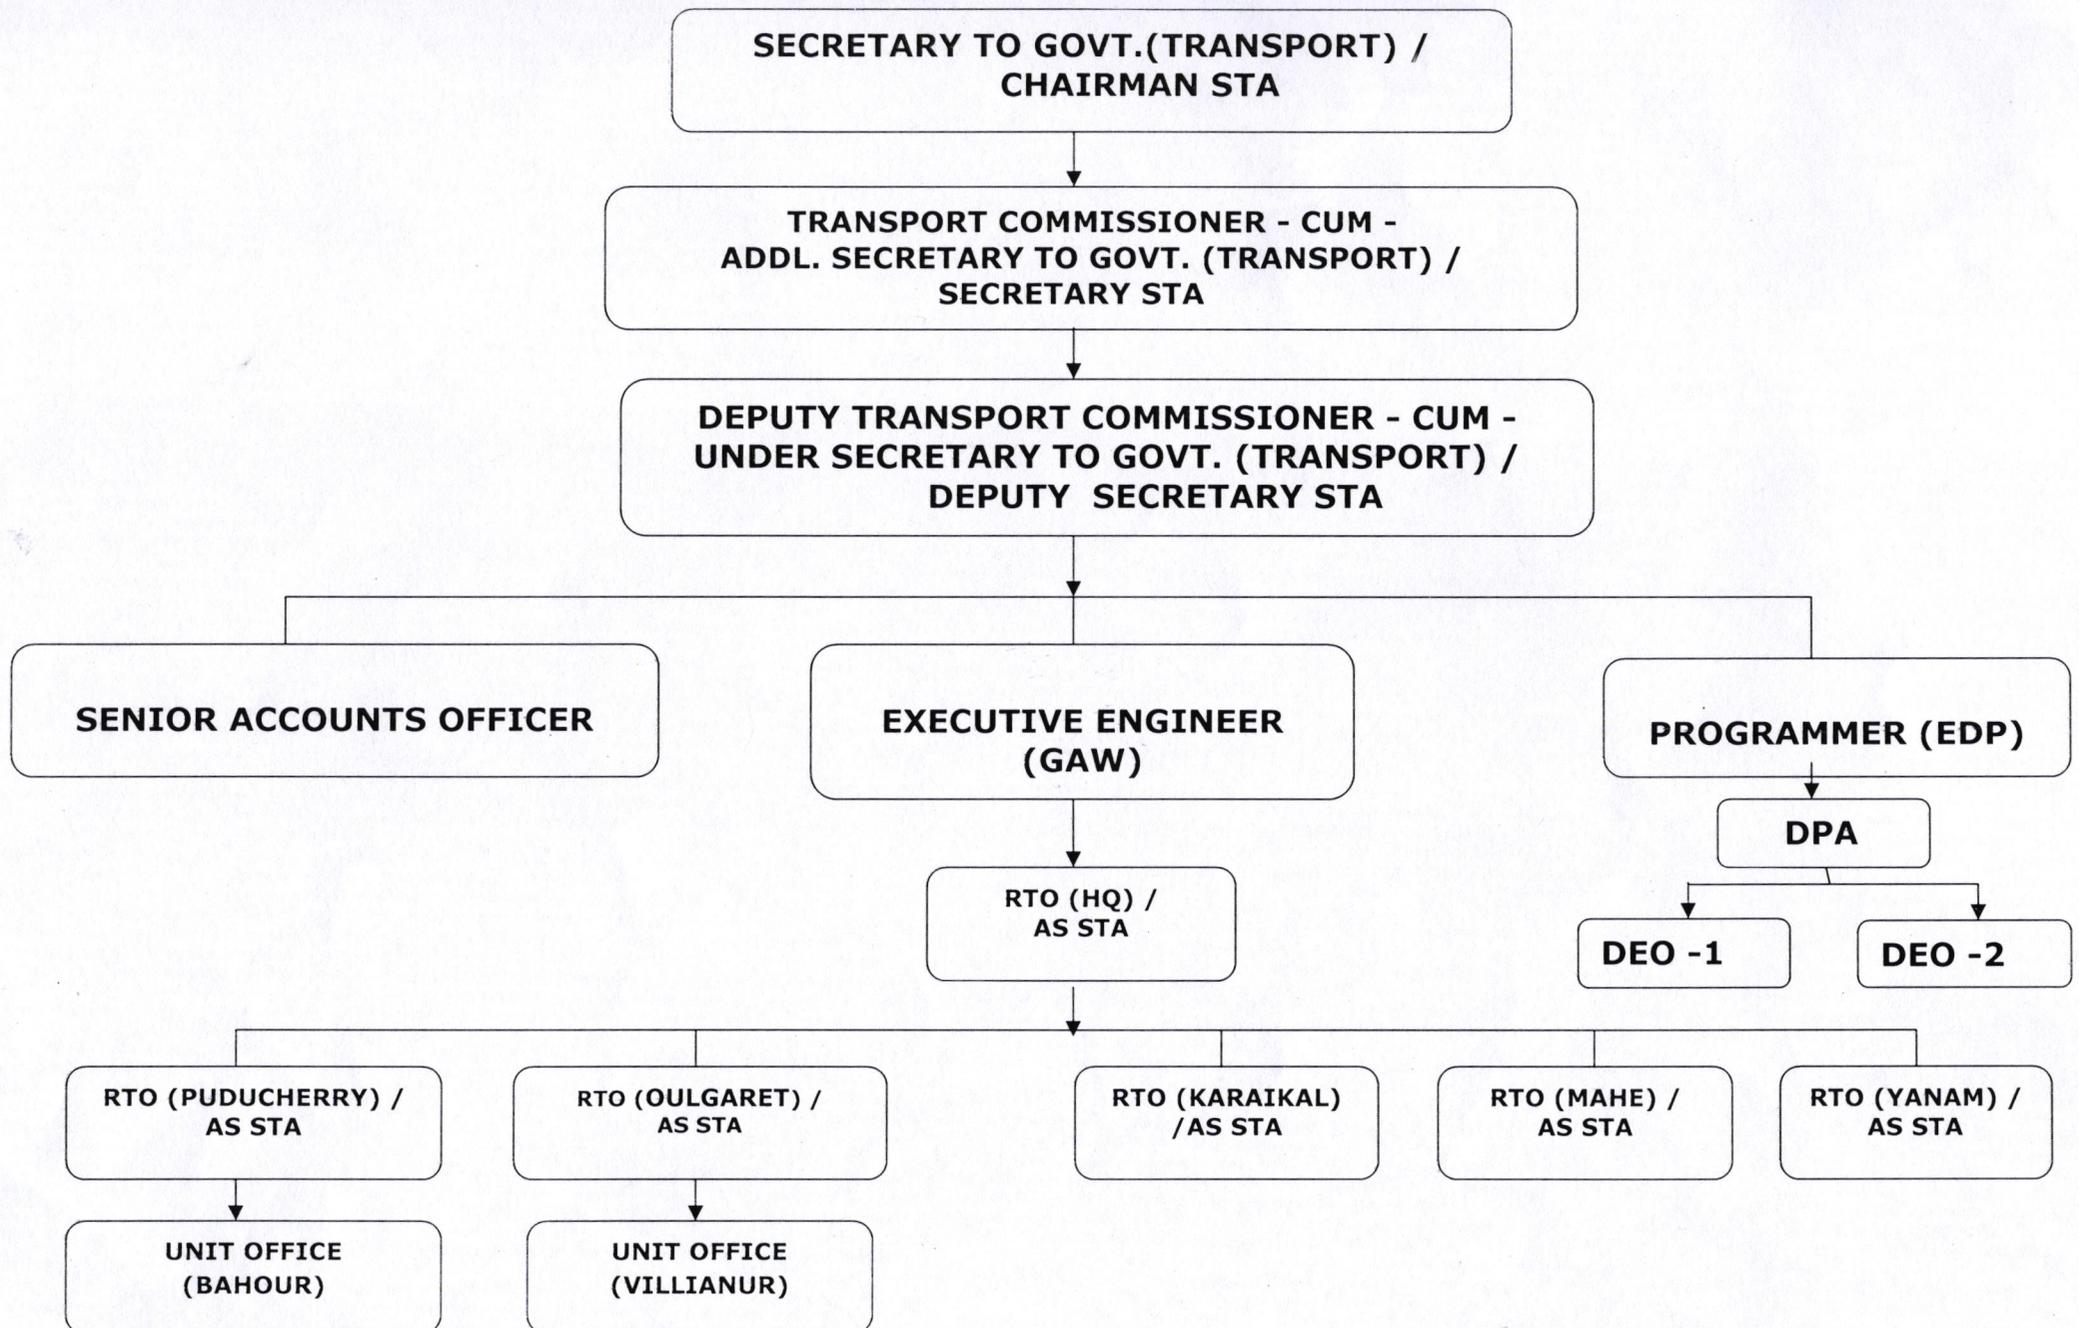 SECRETARY TO GOVT.(TRANSPORT) /
CHAIRMAN STA
TRANSPORT COMMISSIONER - CUM -
ADDL. SECRETARY TO GOVT. (TRANSPORT) /
SECRETARY STA
DEPUTY TRANSPORT COMMISSIONER - CUM -
UNDER SECRETARY TO GOVT. (TRANSPORT) /
DEPUTY SECRETARY STA
SENIOR ACCOUNTS OFFICER
EXECUTIVE ENGINEER
(GAW)
PROGRAMMER (EDP)
DPA
RTO (HQ) /
AS STA
DEO -1
DEO -2
RTO (PUDUCHERRY) /
AS STA
RTO (OULGARET) /
AS STA
RTO (KARAIKAL)
/AS STA
RTO (MAHE) /
AS STA
RTO (YANAM) /
AS STA
UNIT OFFICE
(BAHOUR)
UNIT OFFICE
(VILLIANUR)